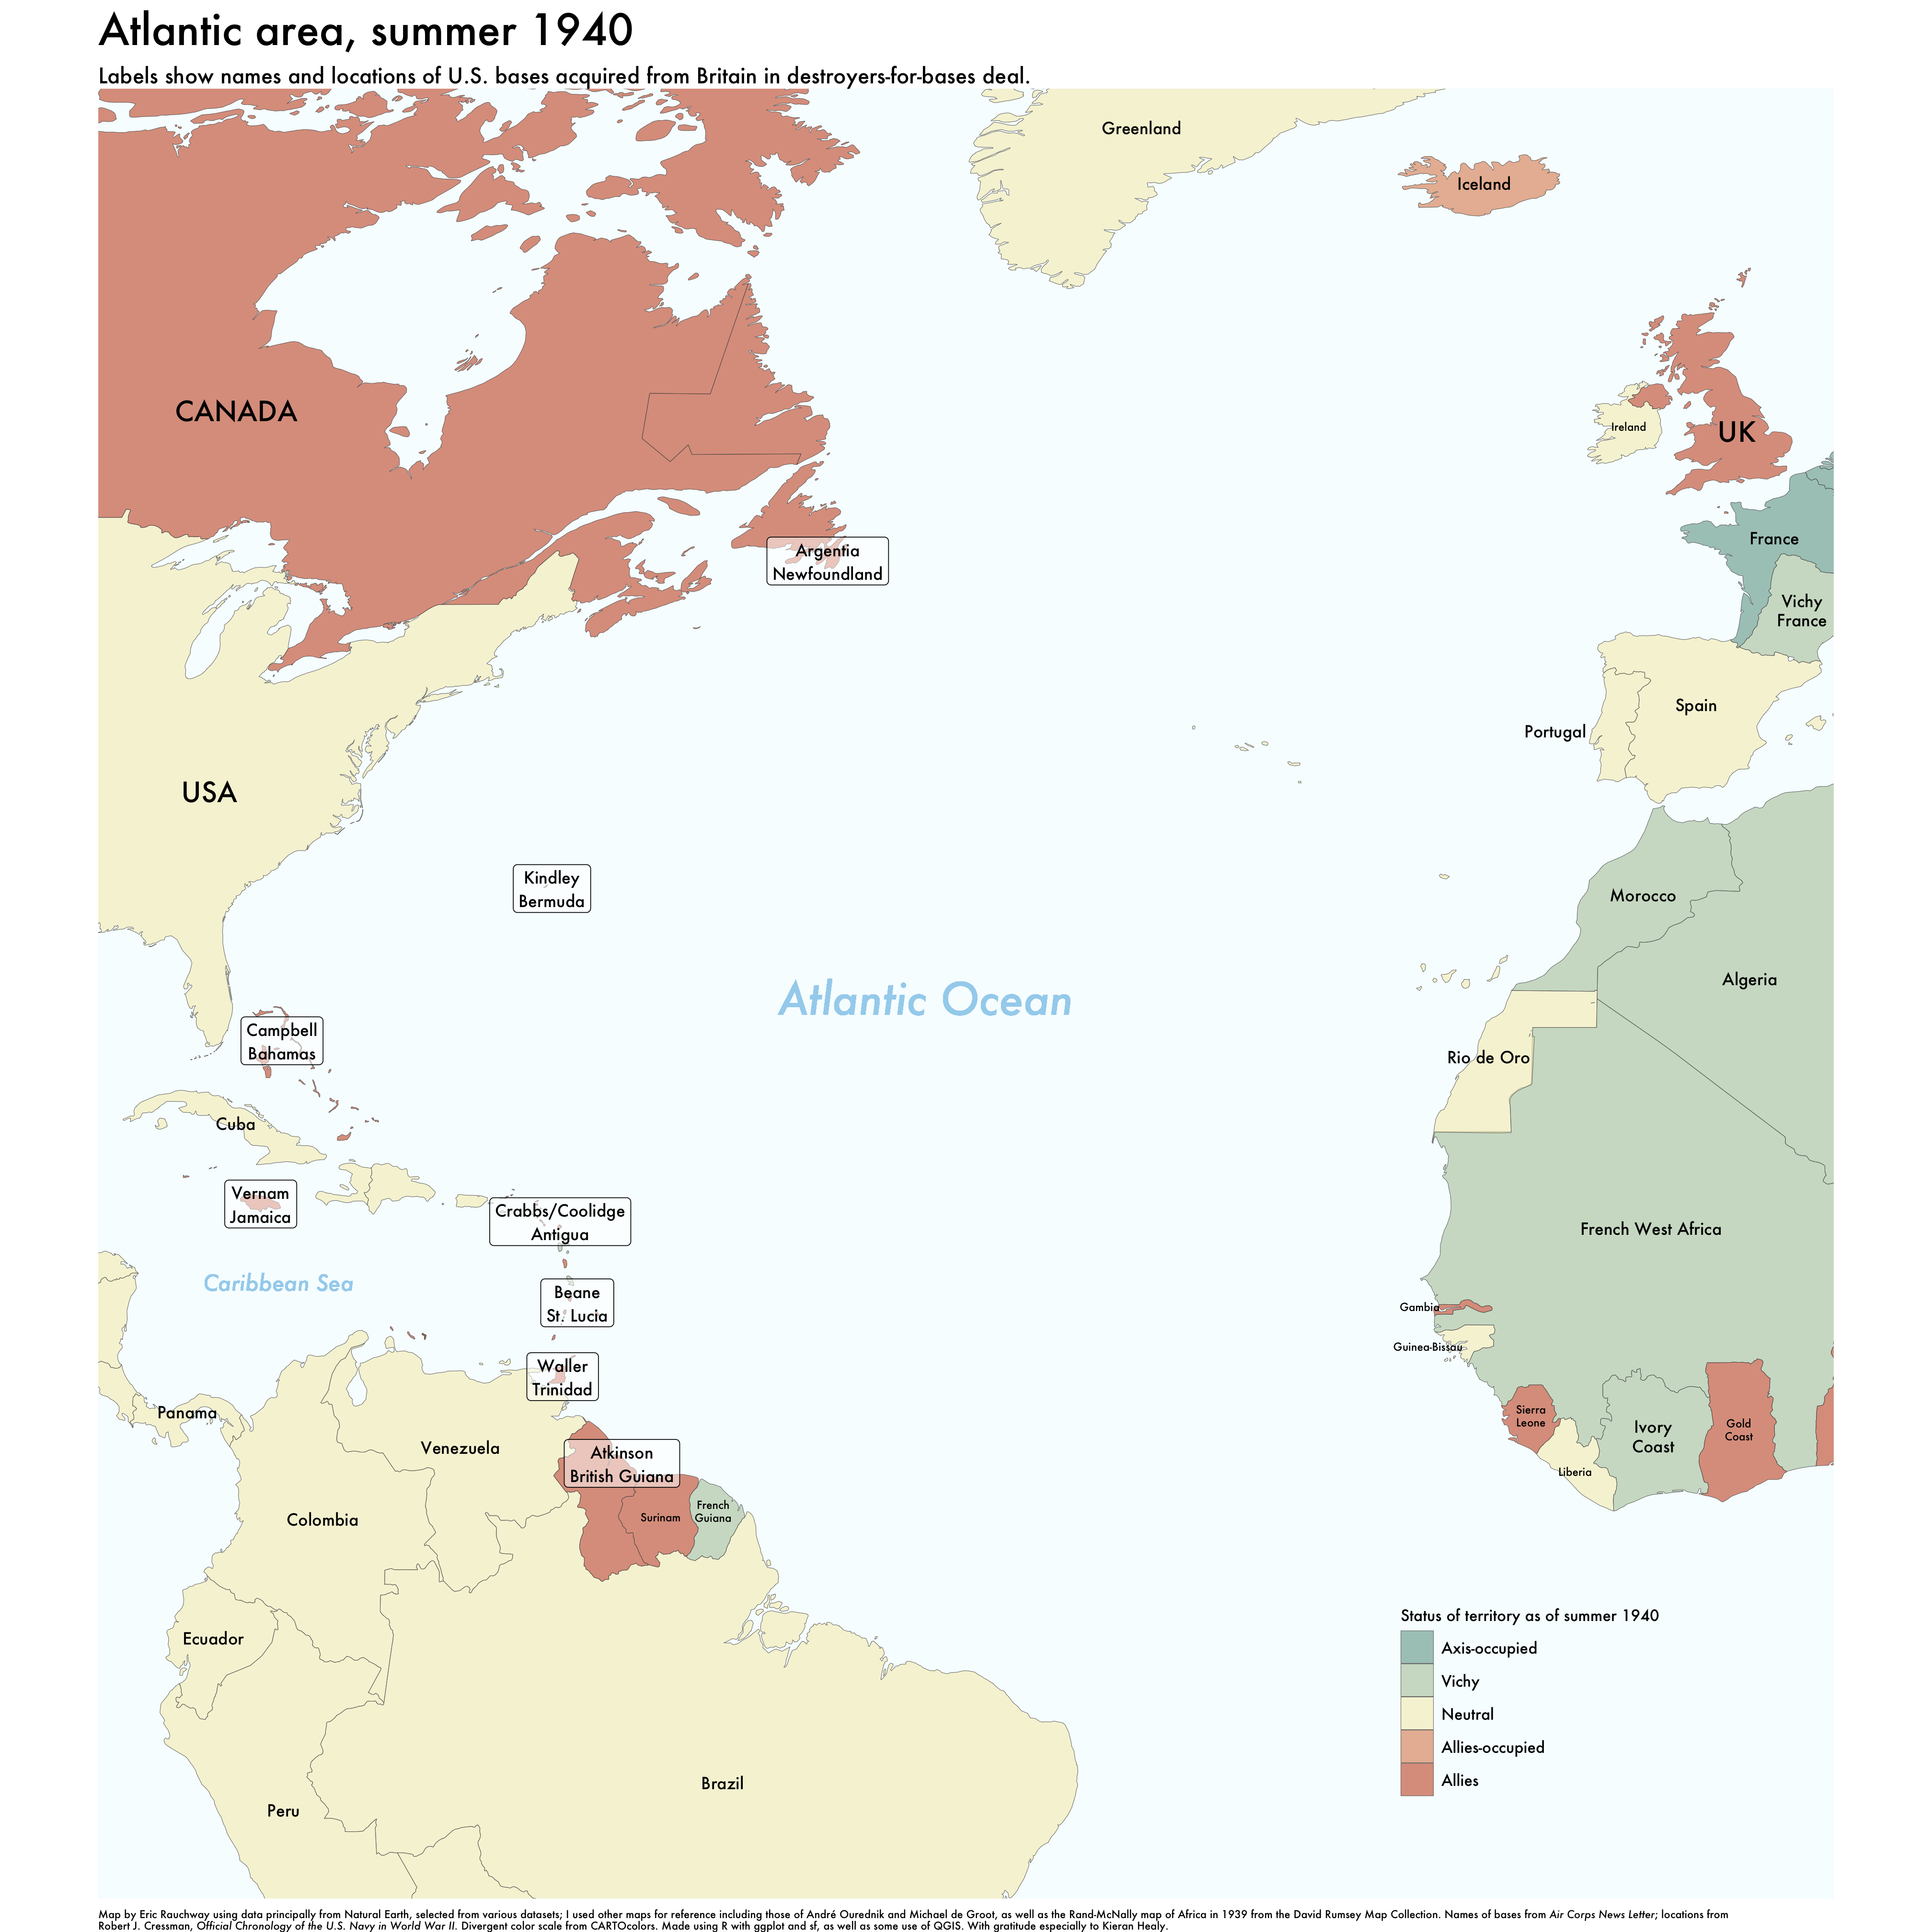 Atlantic area, summer 1940
Labels show names and locations of U.S. bases acquired from Britain in destroyers-for-bases deal.
Greenland
Iceland
CANADA
Ireland
UK
Argentia
Newfoundland
France
Vichy
France
Spain
Portugal
USA
Kindley
Bermuda
Morocco
Algeria
Atlantic Ocean
Campbell
Bahamas
Rio de Oro
Cuba
Vernam
Jamaica
Crabbs/Coolidge
Antigua
French West Africa
Caribbean Sea
Beane
St. Lucia
Gambia
Guinea-Bissau
Waller
Trinidad
Panama
Sierra
Leone
Ivory
Coast
Gold
Coast
Liberia
Venezuela
Atkinson
British Guiana
Colombia
Surinam
French
Guiana
Ecuador
Peru
Brazil
Status of territory as of summer 1940
Axis-occupied
Vichy
Neutral
Allies-occupied
Allies
Map by Eric Rauchway using data principally from Natural Earth, selected from various datasets; I used other maps for reference including those of André Ourednik and Michael de Groot, as well as the Rand-McNally map of Africa in 1939 from the David Rumsey Map Collection. Names of bases from Air Corps News Letter; locations from
Robert J. Cressman, Official Chronology of the U.S. Navy in World War II. Divergent color scale from CARTOcolors. Made using R with ggplot and sf, as well as some use of QGIS. With gratitude especially to Kieran Healy.